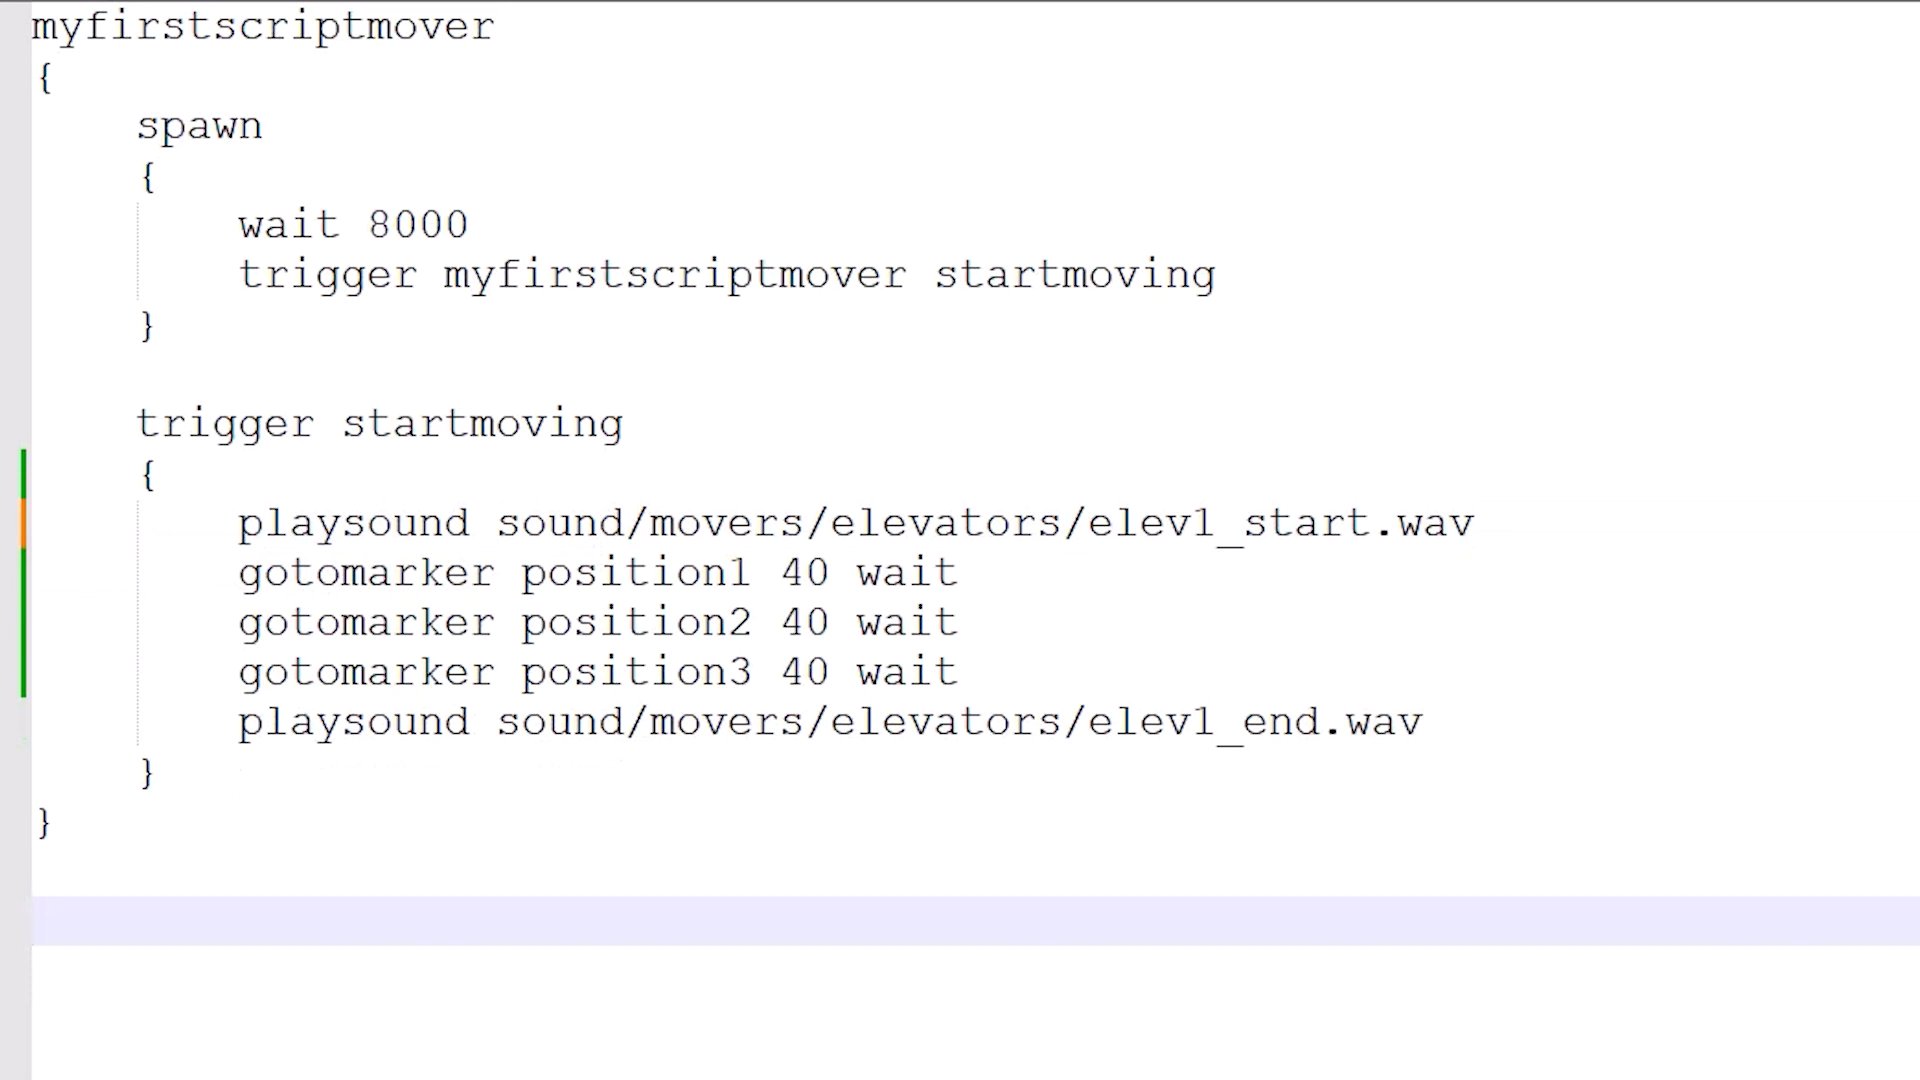 myfirstscriptmover
{
    spawn
    {
        wait 8000
        trigger myfirstscriptmover startmoving
    }

    trigger startmoving
    {
        playsound sound/movers/elevators/elev1_start.wav
        gotomarker position1 40 wait
        gotomarker position2 40 wait
        gotomarker position3 40 wait
        playsound sound/movers/elevators/elev1_end.wav
    }
}